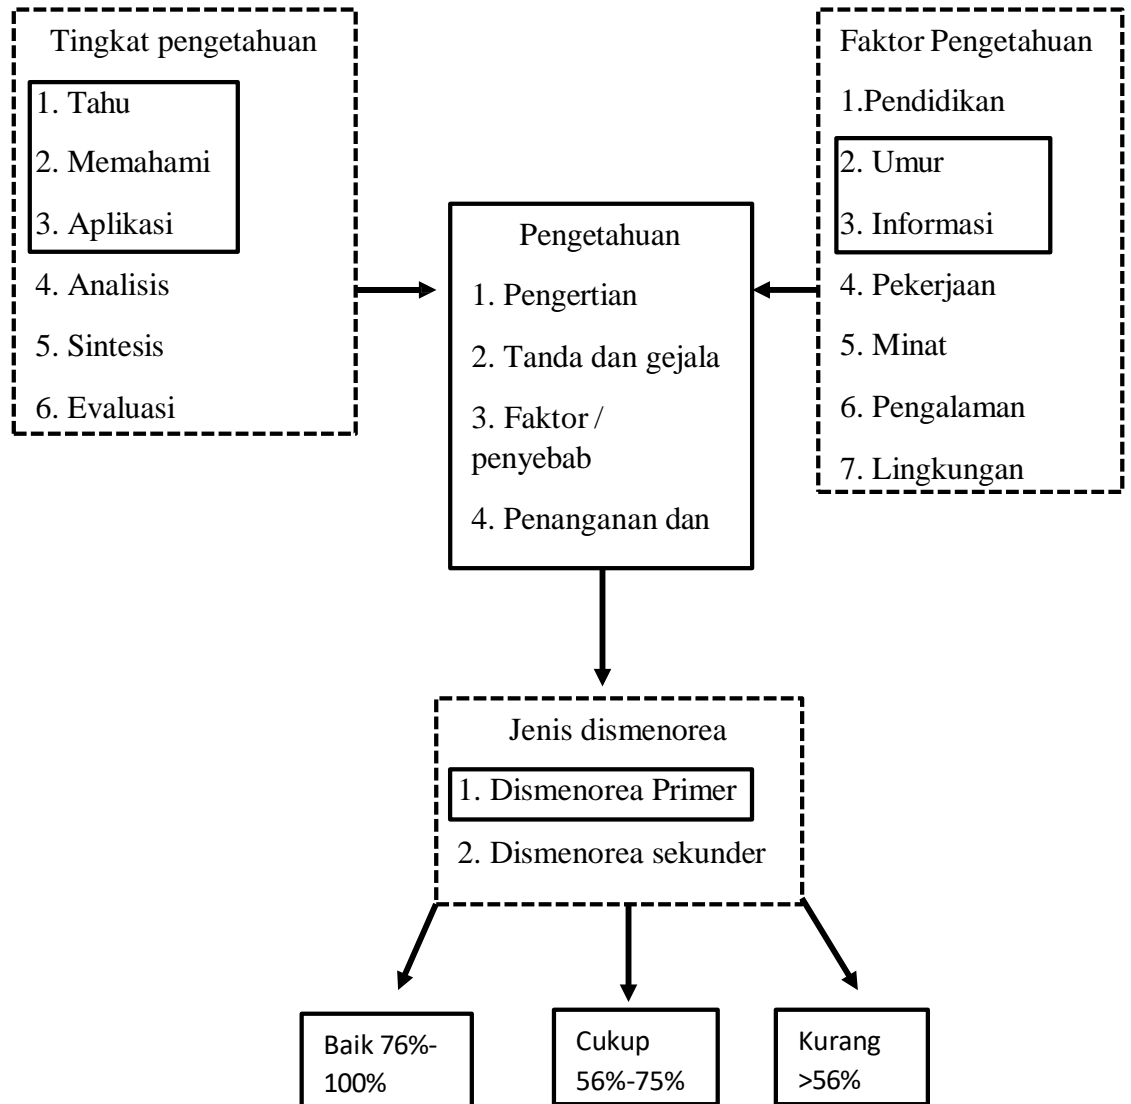 Tingkat pengetahuan
1. Tahu
2. Memahami
3. Aplikasi
4. Analisis
5. Sintesis
6. Evaluasi
Faktor Pengetahuan
1.Pendidikan
2. Umur
3. Informasi
4. Pekerjaan
5. Minat
6. Pengalaman
7. Lingkungan
Pengetahuan
1. Pengertian
2. Tanda dan gejala
3. Faktor /
penyebab
4. Penanganan dan
Jenis dismenorea
1. Dismenorea Primer
2. Dismenorea sekunder
Baik 76%-
100%
Cukup
56%-75%
Kurang
>56%